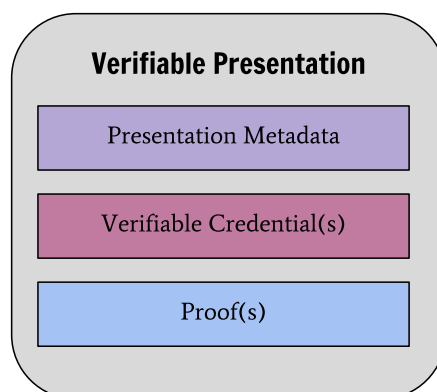 Verifiable Presentation
Presentation Metadata
Verifiable Credential(s)
Proof(s)